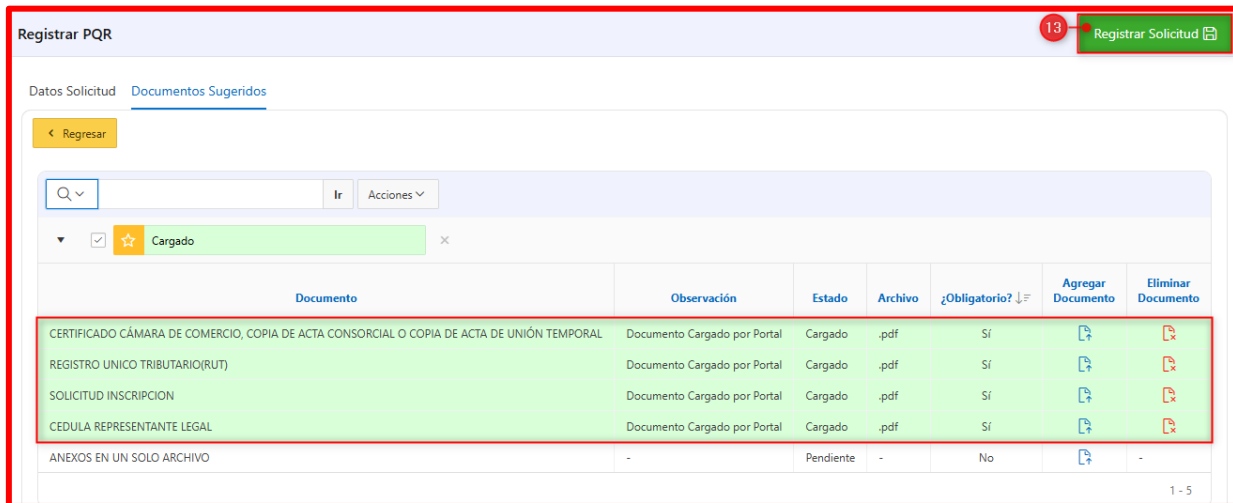 Registrar PQR 13 Registrar Solicitud
Datos Solicitud Documentos Sugeridos
Regresar
Ir Acciones
Cargado
Documento Observación Estado Archivo ¿Obligatorio? Agregar Documento Eliminar Documento
CERTIFICADO CÁMARA DE COMERCIO, COPIA DE ACTA CONSORCIAL O COPIA DE ACTA DE UNIÓN TEMPORAL Documento Cargado por Portal Cargado .pdf Sí
REGISTRO UNICO TRIBUTARIO(RUT) Documento Cargado por Portal Cargado .pdf Sí
SOLICITUD INSCRIPCION Documento Cargado por Portal Cargado .pdf Sí
CEDULA REPRESENTANTE LEGAL Documento Cargado por Portal Cargado .pdf Sí
ANEXOS EN UN SOLO ARCHIVO - Pendiente - No -
1 - 5